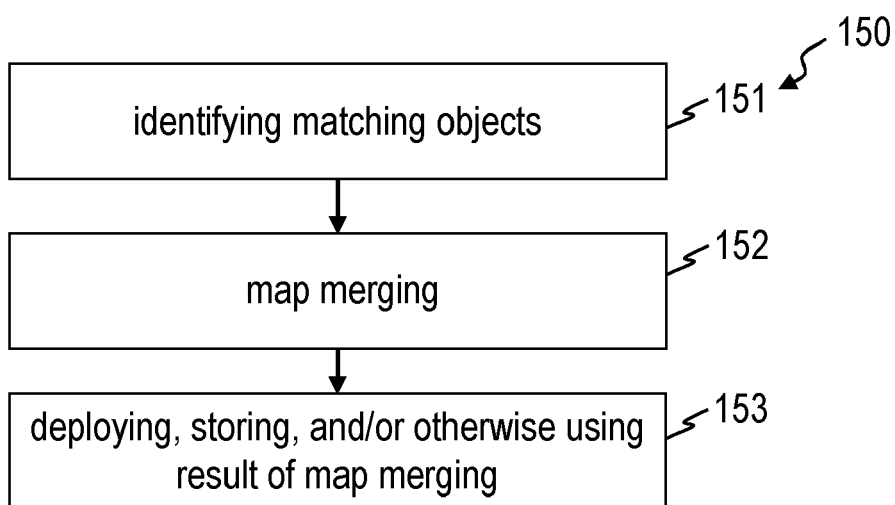 150
151
identifying matching objects
152
map merging
153
deploying, storing, and/or otherwise using
result of map merging